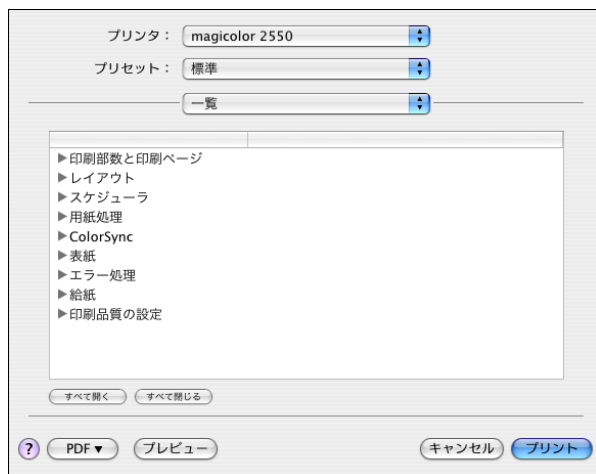 プリンタ： magicolor 2550
プリセット： 標準
一覧
▶印刷部数と印刷ページ
▶レイアウト
▶スケジューラ
▶用紙処理
▶ColorSync
▶表紙
▶エラー処理
▶給紙
▶印刷品質の設定
すべて開く すべて閉じる
? PDF▼ プレビュー キャンセル プリント